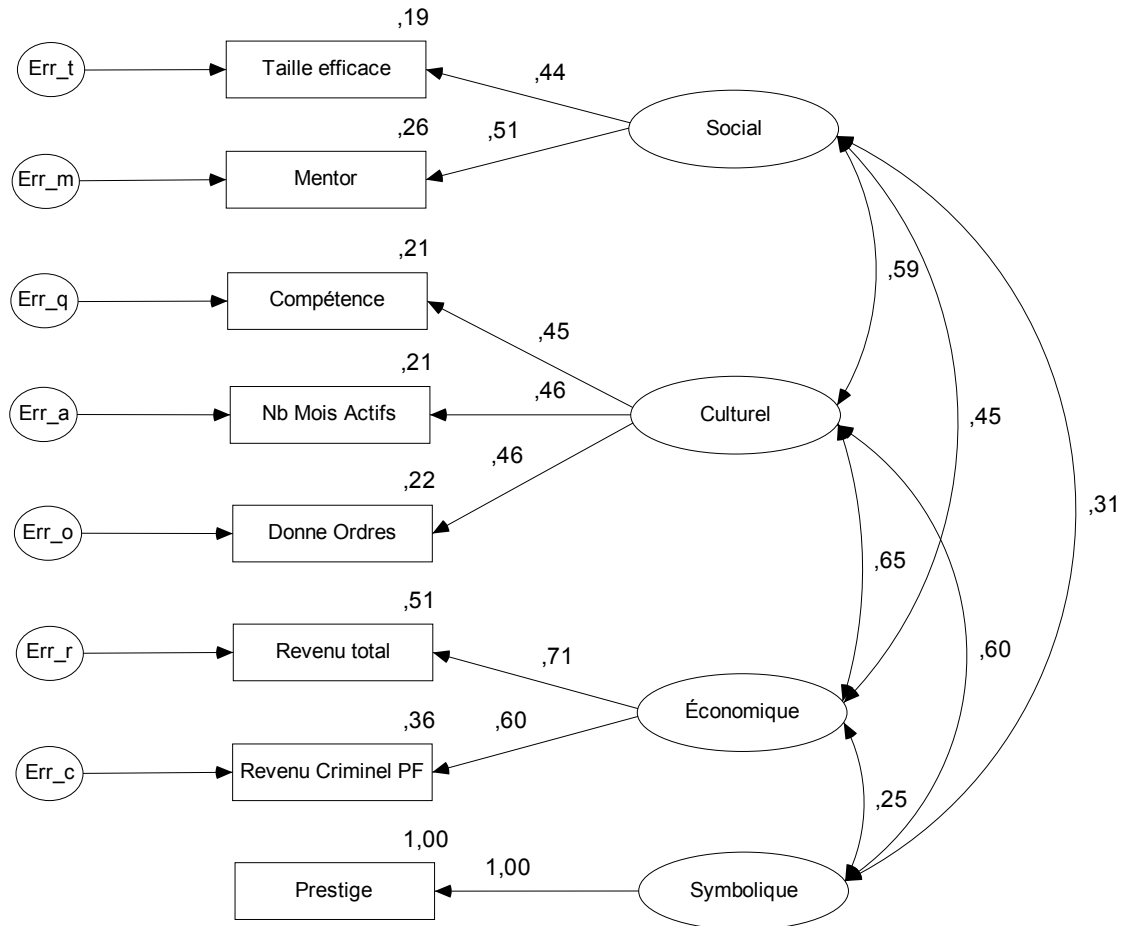 ,19
Err_t
Taille efficace
,44
Social
,26
,51
Err_m
Mentor
,21
,59
Err_q
Compétence
,45
,21
,46
Err_a
Nb Mois Actifs
Culturel
,45
,46
,22
Err_o
Donne Ordres
,31
,65
,51
Err_r
Revenu total
,71
,60
Économique
,36
,60
Err_c
Revenu Criminel PF
,25
1,00
1,00
Prestige
Symbolique